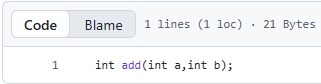 Code Blame 1 lines (1 loc) · 21 Bytes
1 int add(int a,int b);